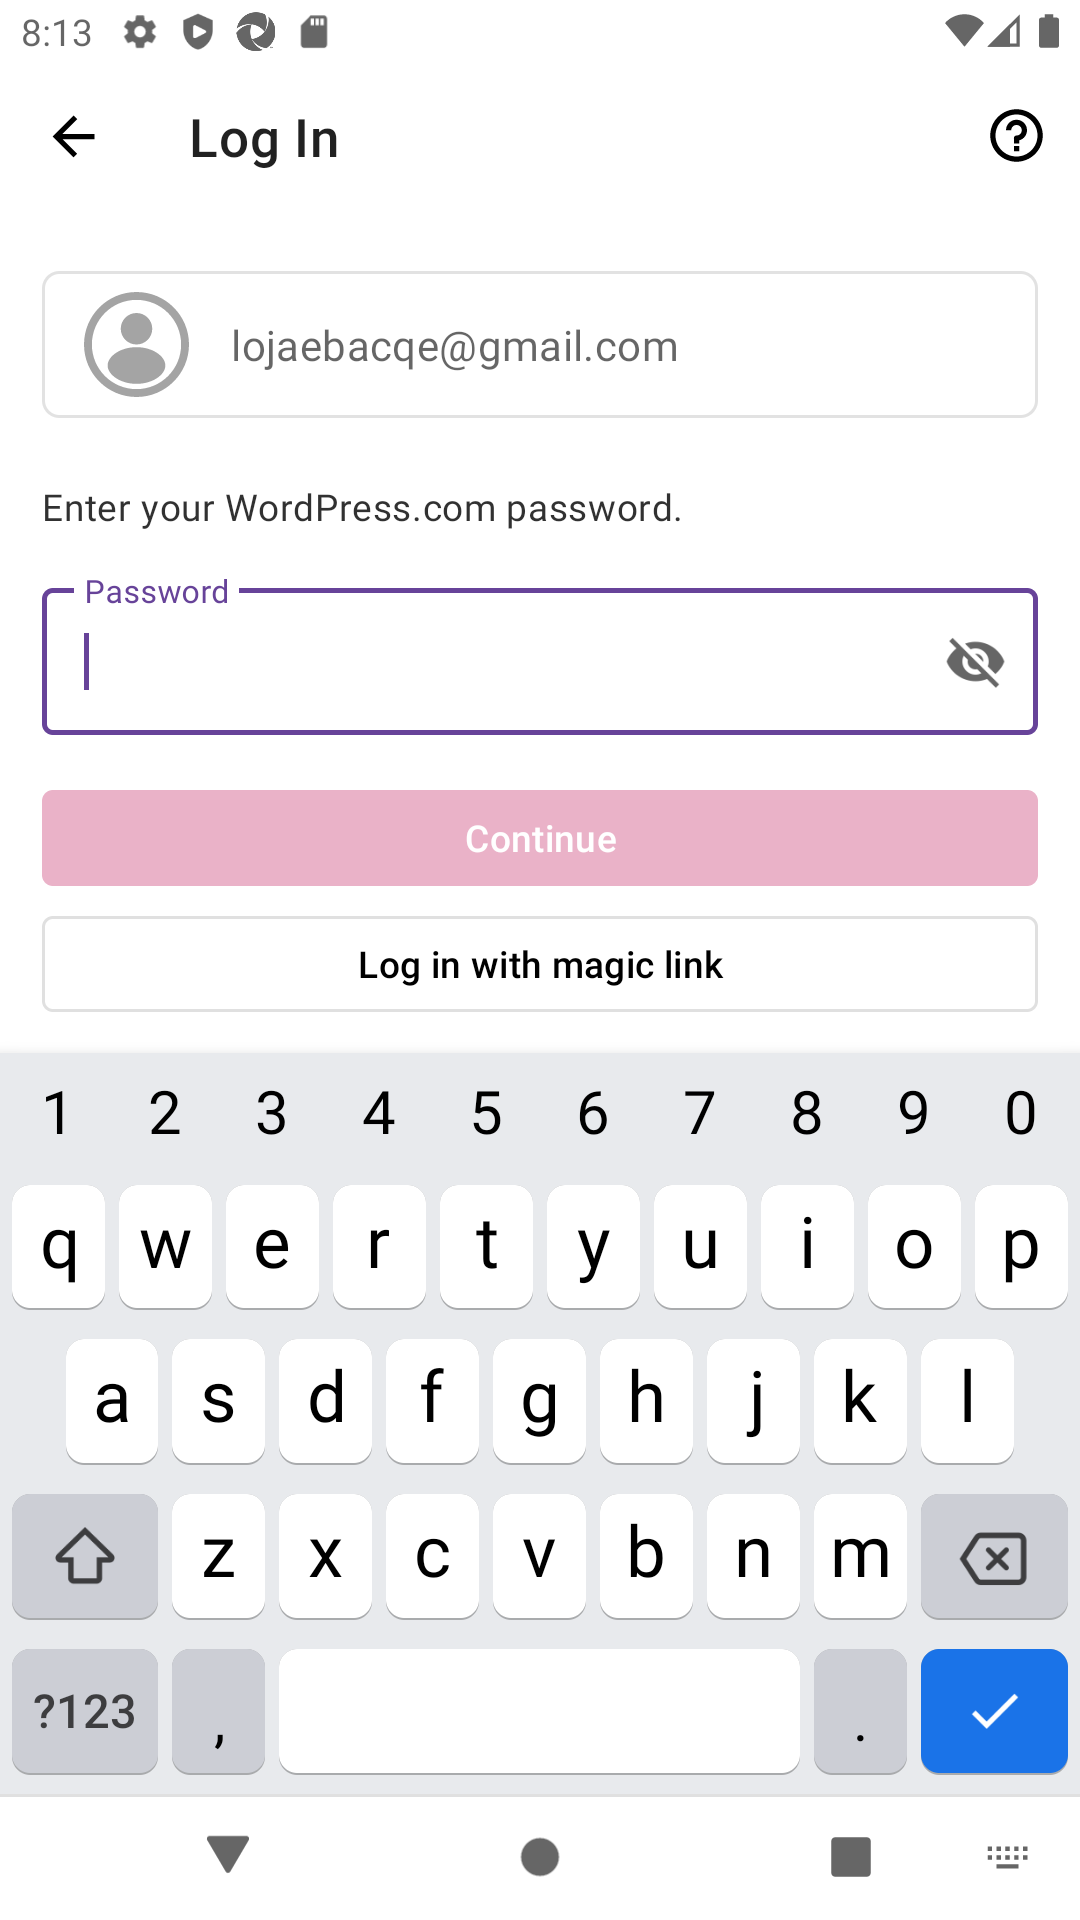 8:13
Log In
lojaebacqe@gmail.com
Enter your WordPress.com password.
Password
Continue
Log in with magic link
1 2 3 4 5 6 7 8 9 0
q w e r t y u i o p
a s d f g h j k l
z x c v b n m
?123 , .